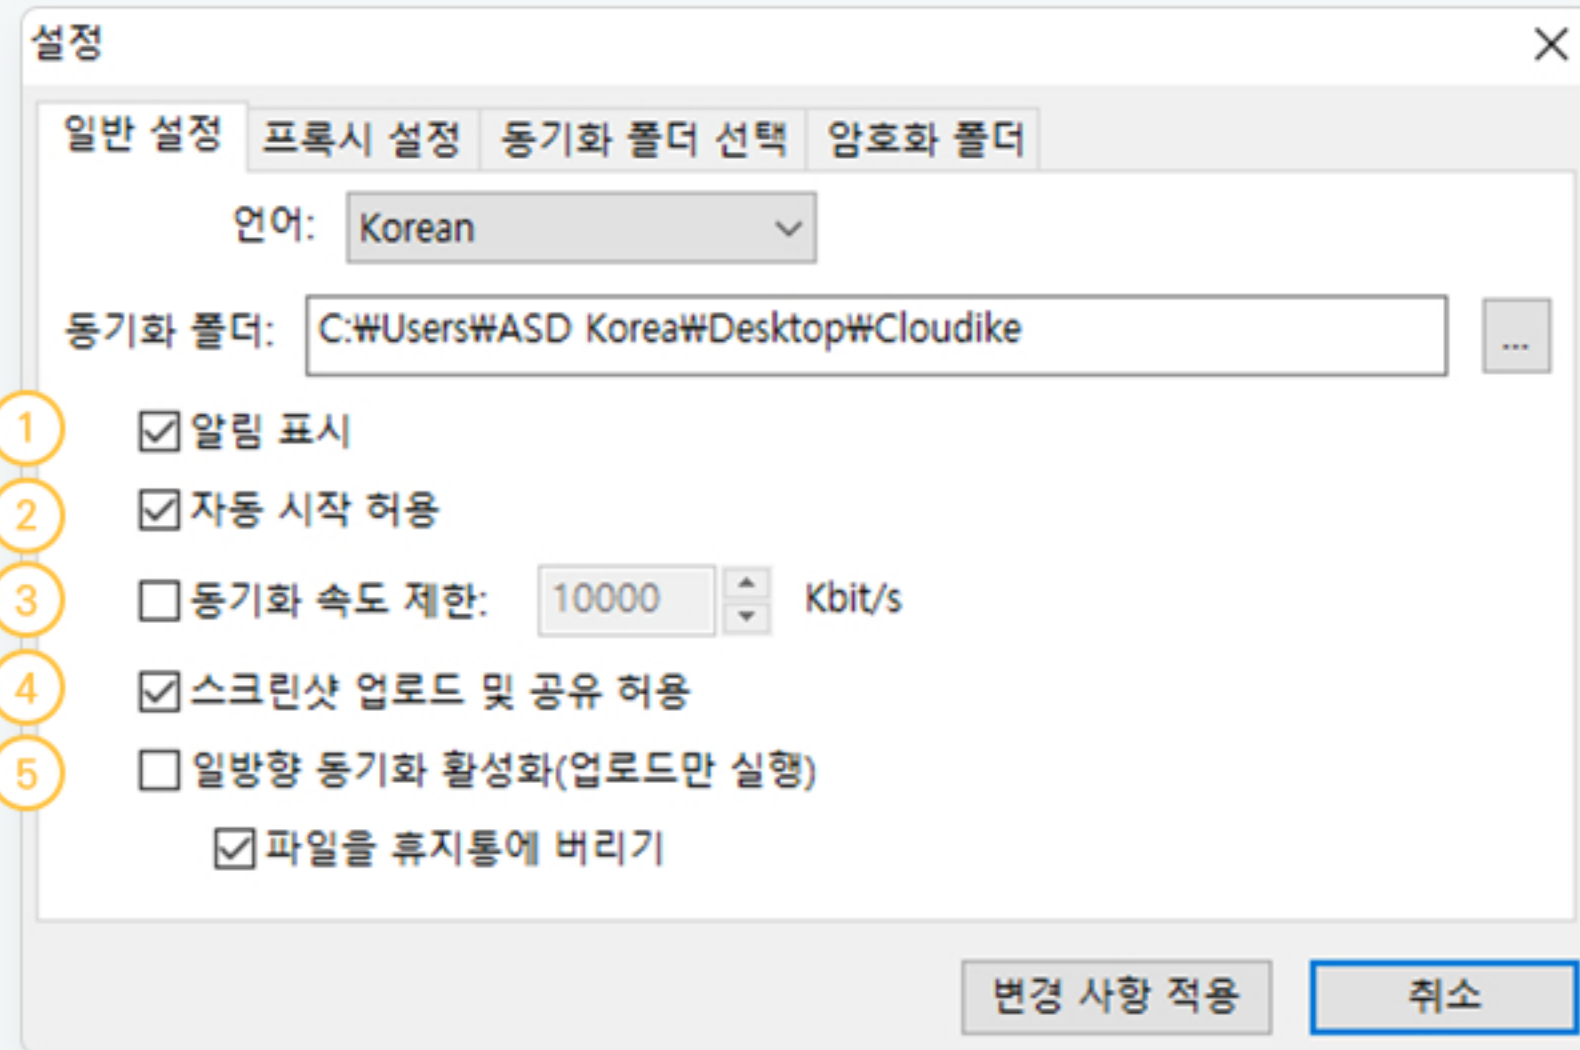 설정
일반 설정 프록시 설정 동기화 폴더 선택 암호화 폴더
언어: Korean
동기화 폴더: C:₩Users₩ASD Korea₩Desktop₩Cloudike ...
1 알림 표시
2 자동 시작 허용
3 동기화 속도 제한: 10000 Kbit/s
4 스크린샷 업로드 및 공유 허용
5 일방향 동기화 활성화(업로드만 실행)
파일을 휴지통에 버리기
변경 사항 적용 취소